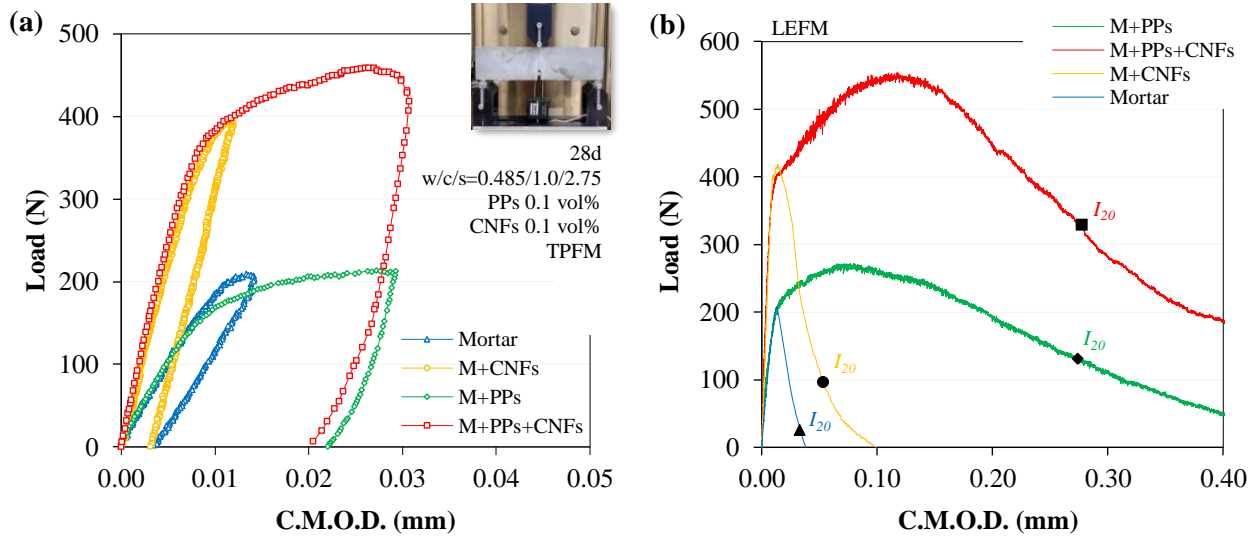 (a)
500
400
300
200
100
0
Load (N)
0.00 0.01 0.02 0.03 0.04 0.05
C.M.O.D. (mm)
28d
w/c/s=0.485/1.0/2.75
PPs 0.1 vol%
CNFs 0.1 vol%
TPFM
Mortar
M+CNFs
M+PPs
M+PPs+CNFs
(b)
LEFM
M+PPs
M+PPs+CNFs
M+CNFs
Mortar
600
500
400
300
200
100
0
Load (N)
I20
I20
I20
I20
0.00 0.10 0.20 0.30 0.40
C.M.O.D. (mm)